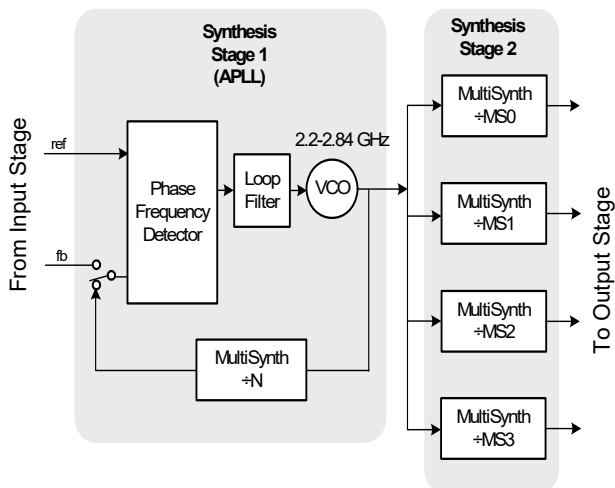 Synthesis
Stage 1
(APLL)
Synthesis
Stage 2
From Input Stage
ref
fb
Phase
Frequency
Detector
Loop
Filter
2.2-2.84 GHz
VCO
MultiSynth
÷N
MultiSynth
÷MS0
MultiSynth
÷MS1
MultiSynth
÷MS2
MultiSynth
÷MS3
To Output Stage